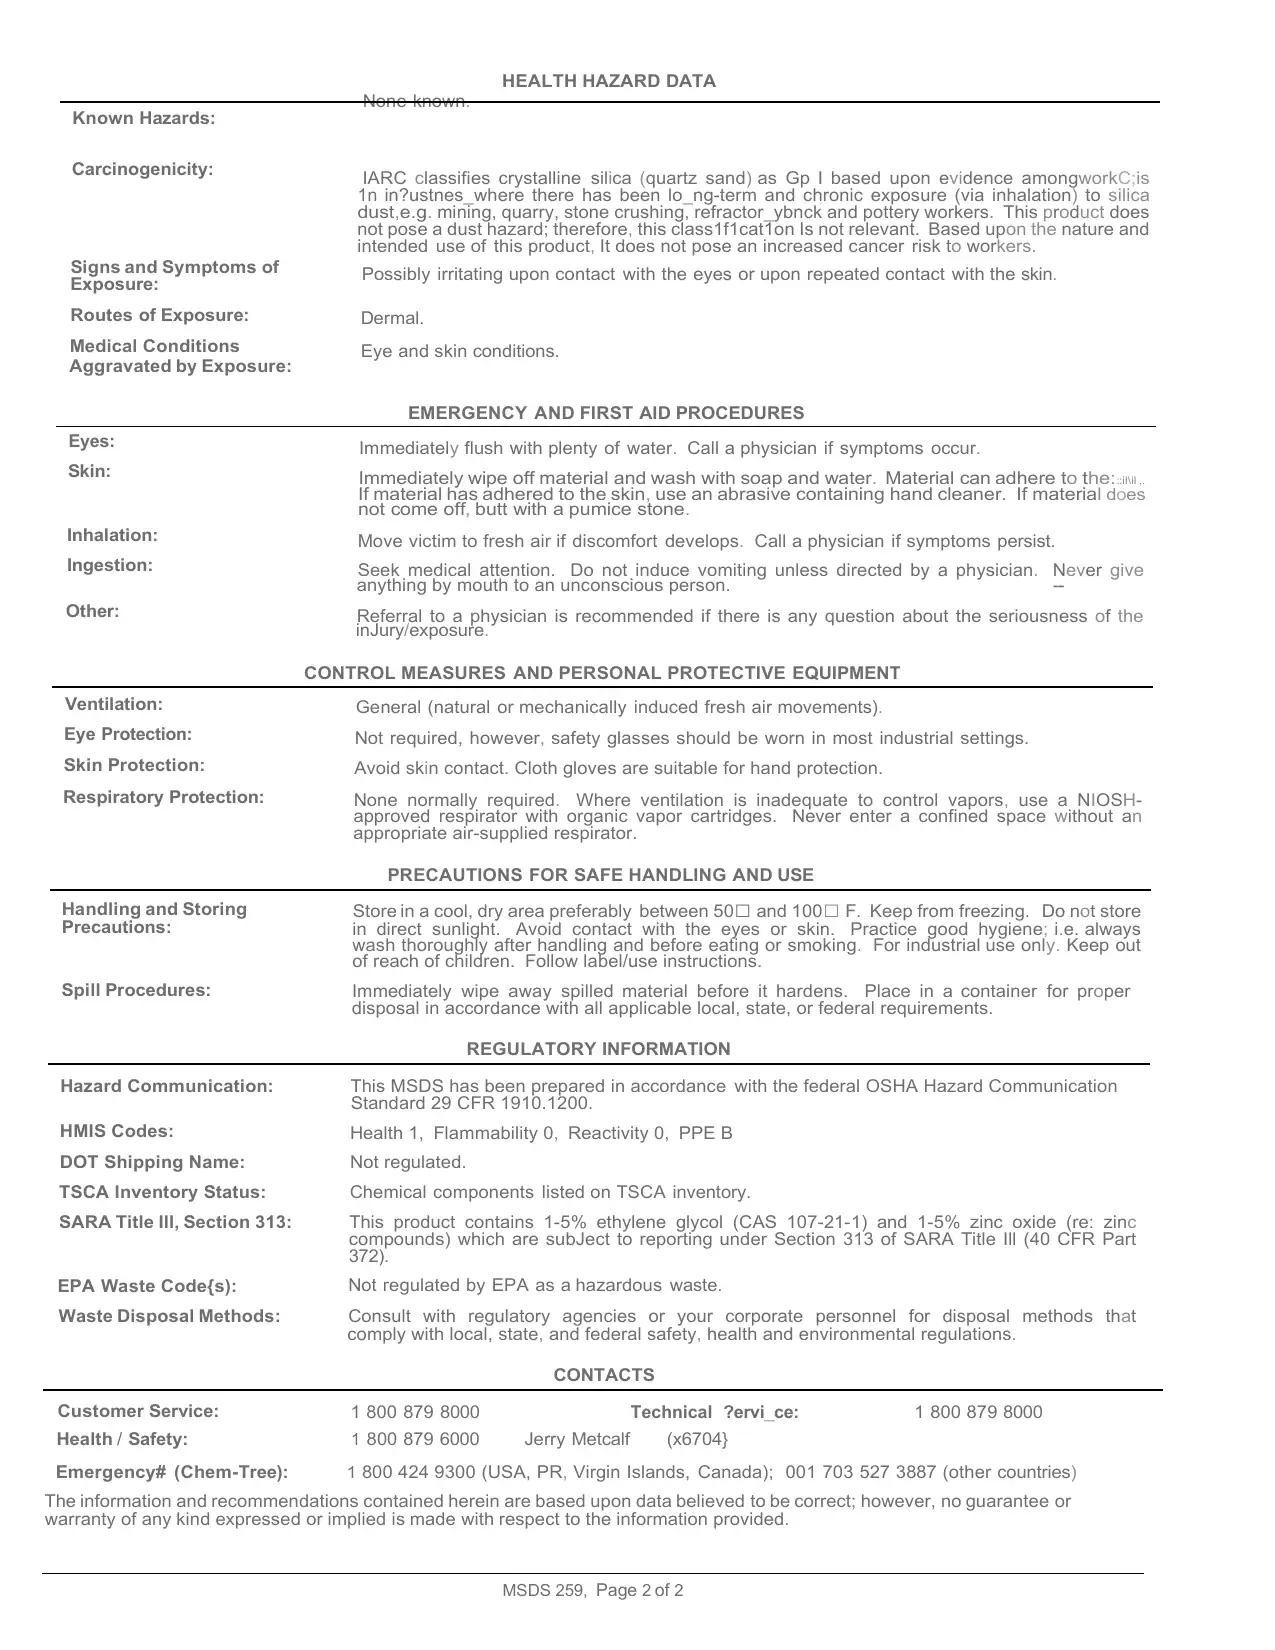 HEALTH HAZARD DATA
None known.
Known Hazards:
Carcinogenicity:
IARC classifies crystalline silica (quartz sand) as Gp I based upon evidence amongworkC;is
1n in?ustnes_where there has been lo_ng-term and chronic exposure (via inhalation) to silica
dust,e.g. mining, quarry, stone crushing, refractor_ybnck and pottery workers. This product does
not pose a dust hazard; therefore, this class1f1cat1on Is not relevant. Based upon the nature and
intended use of this product, It does not pose an increased cancer risk to workers.
Signs and Symptoms of
Exposure:
Possibly irritating upon contact with the eyes or upon repeated contact with the skin.
Routes of Exposure:
Dermal.
Medical Conditions
Aggravated by Exposure:
Eye and skin conditions.
EMERGENCY AND FIRST AID PROCEDURES
Eyes:
Immediately flush with plenty of water. Call a physician if symptoms occur.
Skin:
Immediately wipe off material and wash with soap and water. Material can adhere to the:
If material has adhered to the skin, use an abrasive containing hand cleaner. If material does
not come off, butt with a pumice stone.
Inhalation:
Move victim to fresh air if discomfort develops. Call a physician if symptoms persist.
Ingestion:
Seek medical attention. Do not induce vomiting unless directed by a physician. Never give
anything by mouth to an unconscious person. --
Other:
Referral to a physician is recommended if there is any question about the seriousness of the
inJury/exposure.
CONTROL MEASURES AND PERSONAL PROTECTIVE EQUIPMENT
Ventilation:
General (natural or mechanically induced fresh air movements).
Eye Protection:
Not required, however, safety glasses should be worn in most industrial settings.
Skin Protection:
Avoid skin contact. Cloth gloves are suitable for hand protection.
Respiratory Protection:
None normally required. Where ventilation is inadequate to control vapors, use a NIOSH-
approved respirator with organic vapor cartridges. Never enter a confined space without an
appropriate air-supplied respirator.
PRECAUTIONS FOR SAFE HANDLING AND USE
Handling and Storing
Precautions:
Store in a cool, dry area preferably between 50□ and 100□ F. Keep from freezing. Do not store
in direct sunlight. Avoid contact with the eyes or skin. Practice good hygiene; i.e. always
wash thoroughly after handling and before eating or smoking. For industrial use only. Keep out
of reach of children. Follow label/use instructions.
Spill Procedures:
Immediately wipe away spilled material before it hardens. Place in a container for proper
disposal in accordance with all applicable local, state, or federal requirements.
REGULATORY INFORMATION
Hazard Communication:
This MSDS has been prepared in accordance with the federal OSHA Hazard Communication
Standard 29 CFR 1910.1200.
HMIS Codes:
Health 1, Flammability 0, Reactivity 0, PPE B
DOT Shipping Name:
Not regulated.
TSCA Inventory Status:
Chemical components listed on TSCA inventory.
SARA Title III, Section 313:
This product contains 1-5% ethylene glycol (CAS 107-21-1) and 1-5% zinc oxide (re: zinc
compounds) which are subJect to reporting under Section 313 of SARA Title Ill (40 CFR Part
372).
EPA Waste Code{s):
Not regulated by EPA as a hazardous waste.
Waste Disposal Methods:
Consult with regulatory agencies or your corporate personnel for disposal methods that
comply with local, state, and federal safety, health and environmental regulations.
CONTACTS
Customer Service: 1 800 879 8000 Technical ?ervi_ce: 1 800 879 8000
Health / Safety: 1 800 879 6000 Jerry Metcalf (x6704}
Emergency# (Chem-Tree): 1 800 424 9300 (USA, PR, Virgin Islands, Canada); 001 703 527 3887 (other countries)
The information and recommendations contained herein are based upon data believed to be correct; however, no guarantee or
warranty of any kind expressed or implied is made with respect to the information provided.
MSDS 259, Page 2 of 2